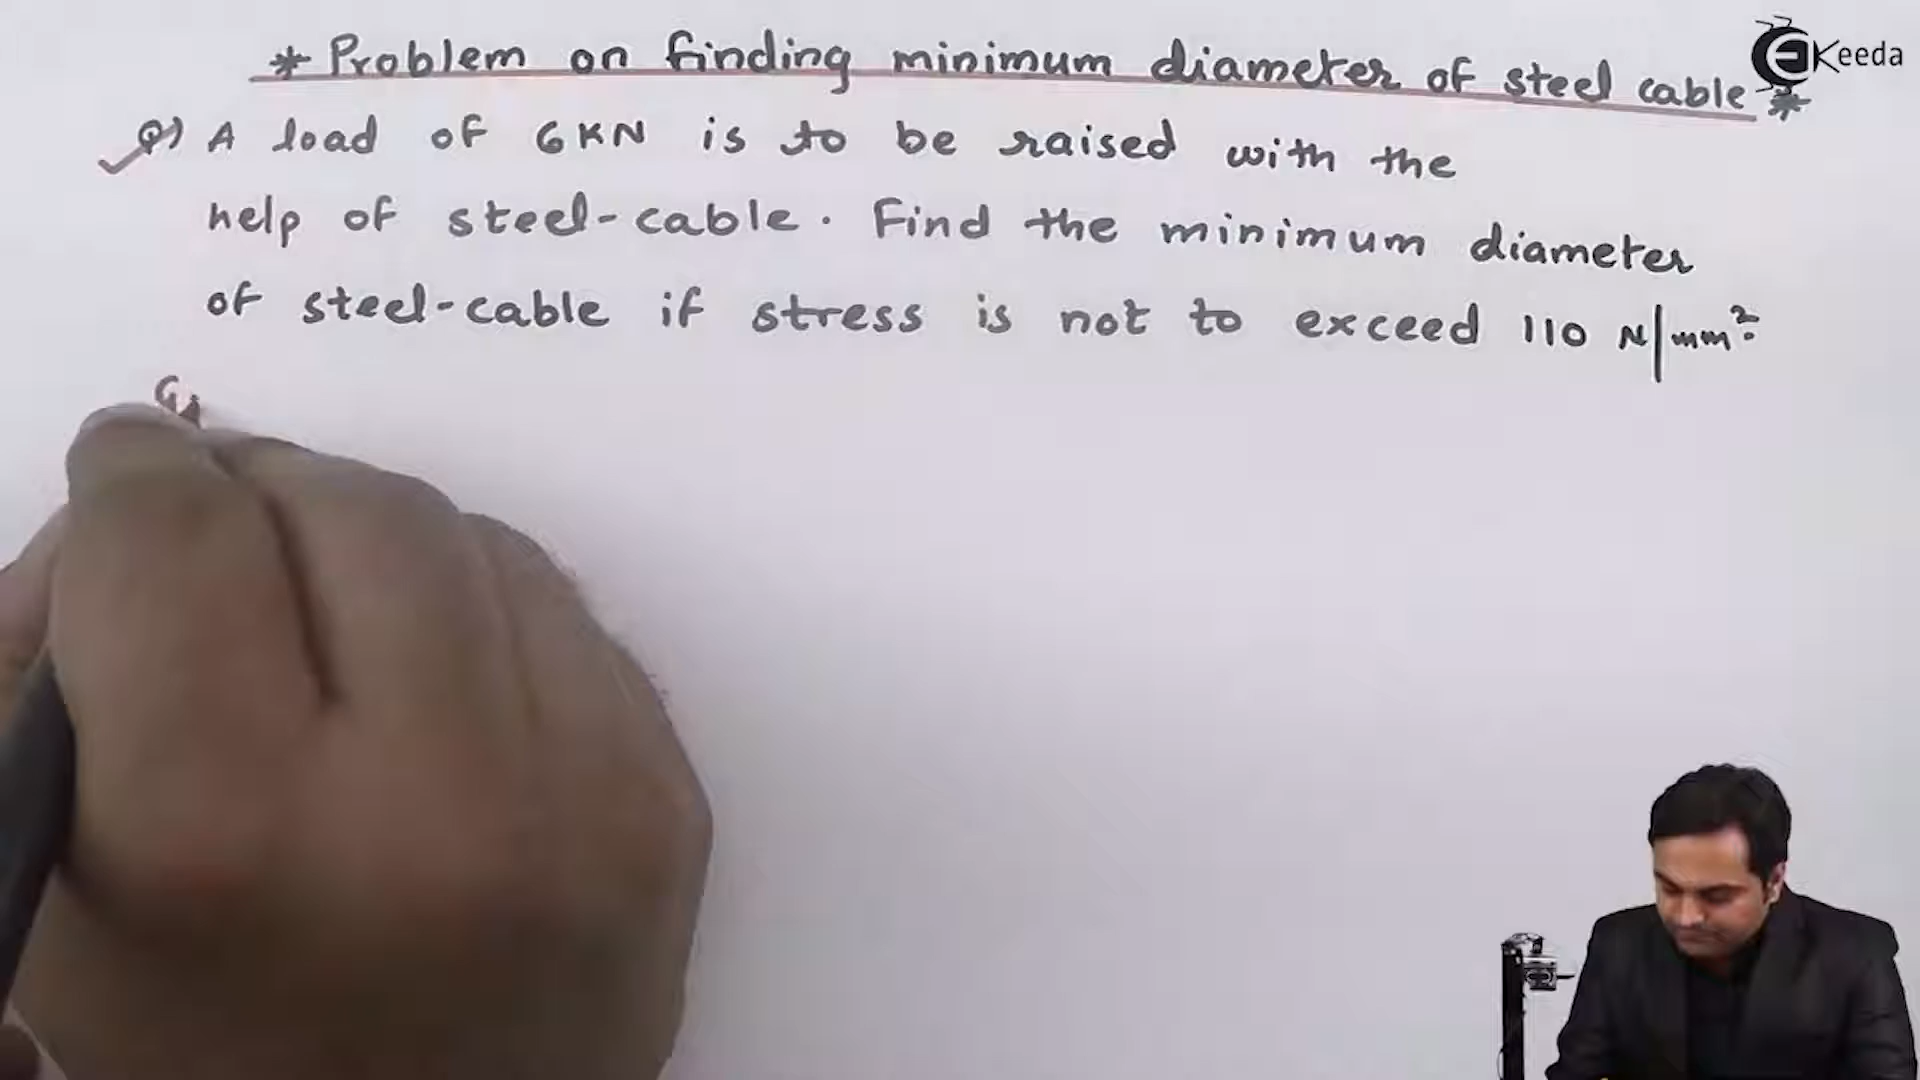 * Problem on finding minimum diameter of steel cable *
EKeeda
Q) A load of 6KN is to be raised with the
help of steel-cable. Find the minimum diameter
of steel-cable if stress is not to exceed 110 N/mm².
Gi